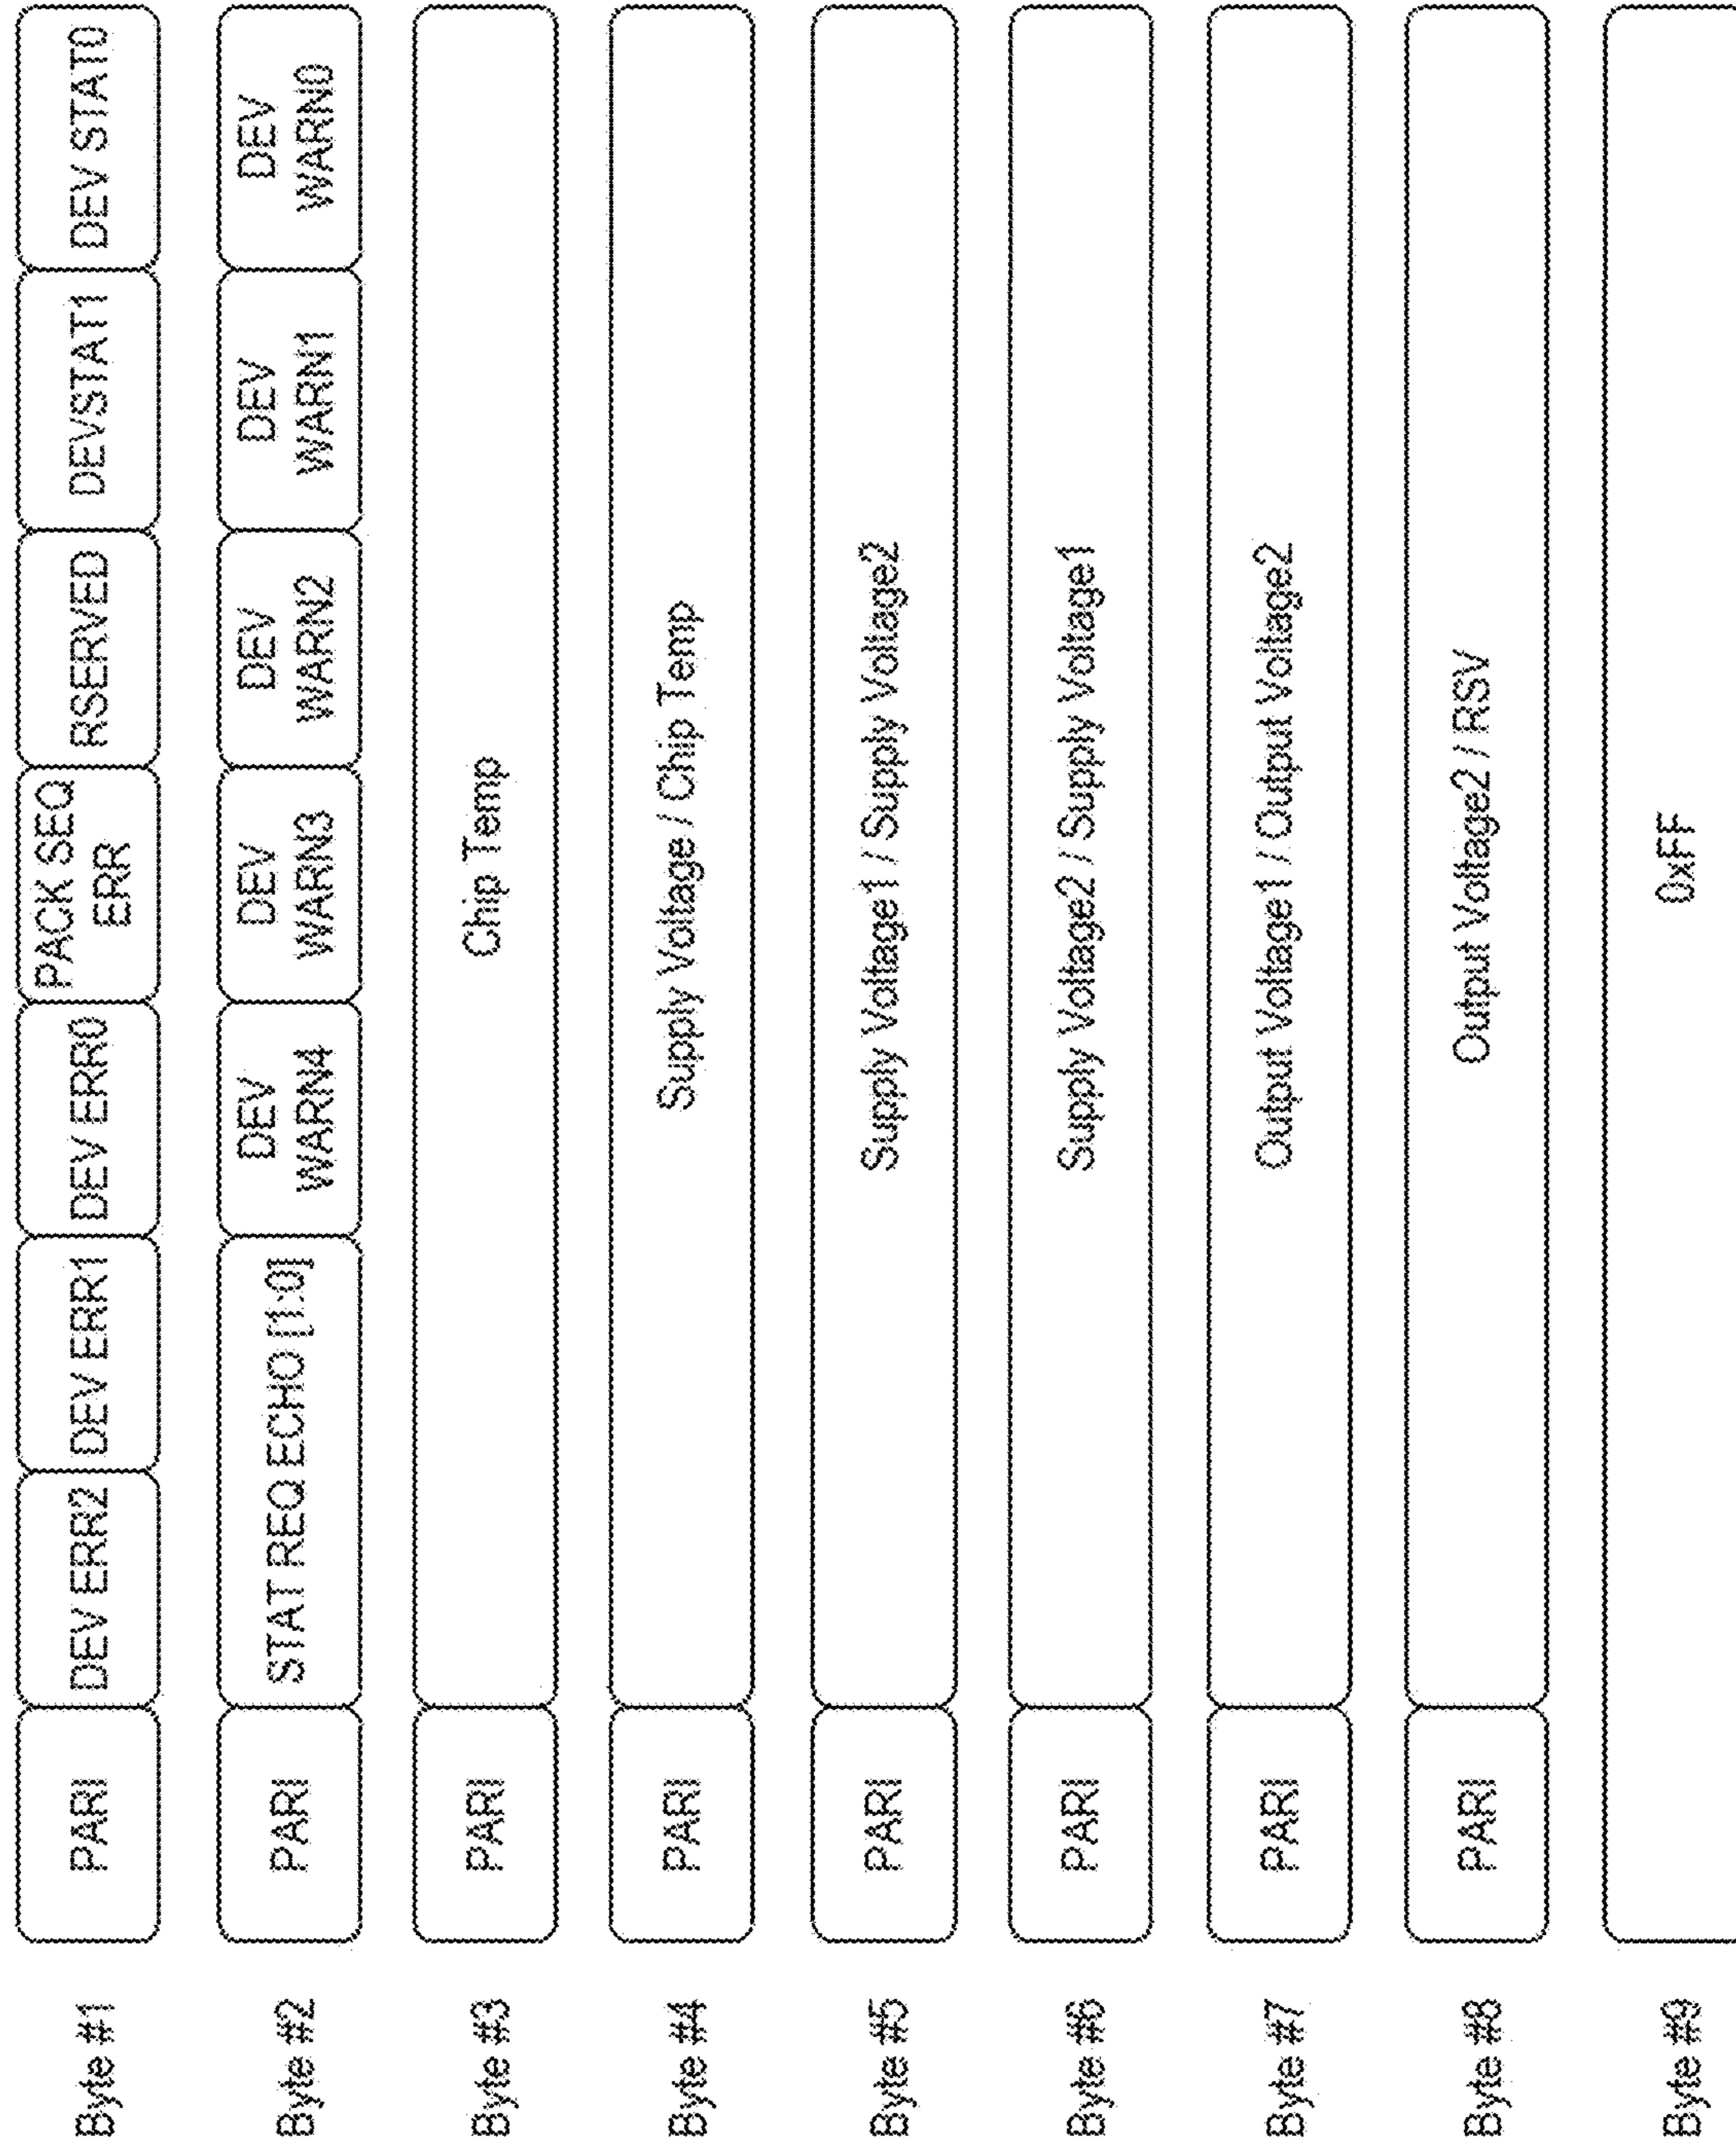 Byte #1 PARI DEV ERR2 DEV ERR1 DEV ERR0 PACK SEQ ERR RSERVED DEVSTAT1 DEV STAT0
Byte #2 PARI STAT REQ ECHO [1:0] DEV WARN4 DEV WARN3 DEV WARN2 DEV WARN1 DEV WARN0
Byte #3 PARI Chip Temp
Byte #4 PARI Supply Voltage / Chip Temp
Byte #5 PARI Supply Voltage1 / Supply Voltage2
Byte #6 PARI Supply Voltage2 / Supply Voltage1
Byte #7 PARI Output Voltage1 / Output Voltage2
Byte #8 PARI Output Voltage2 / RSV
Byte #9 0xFF